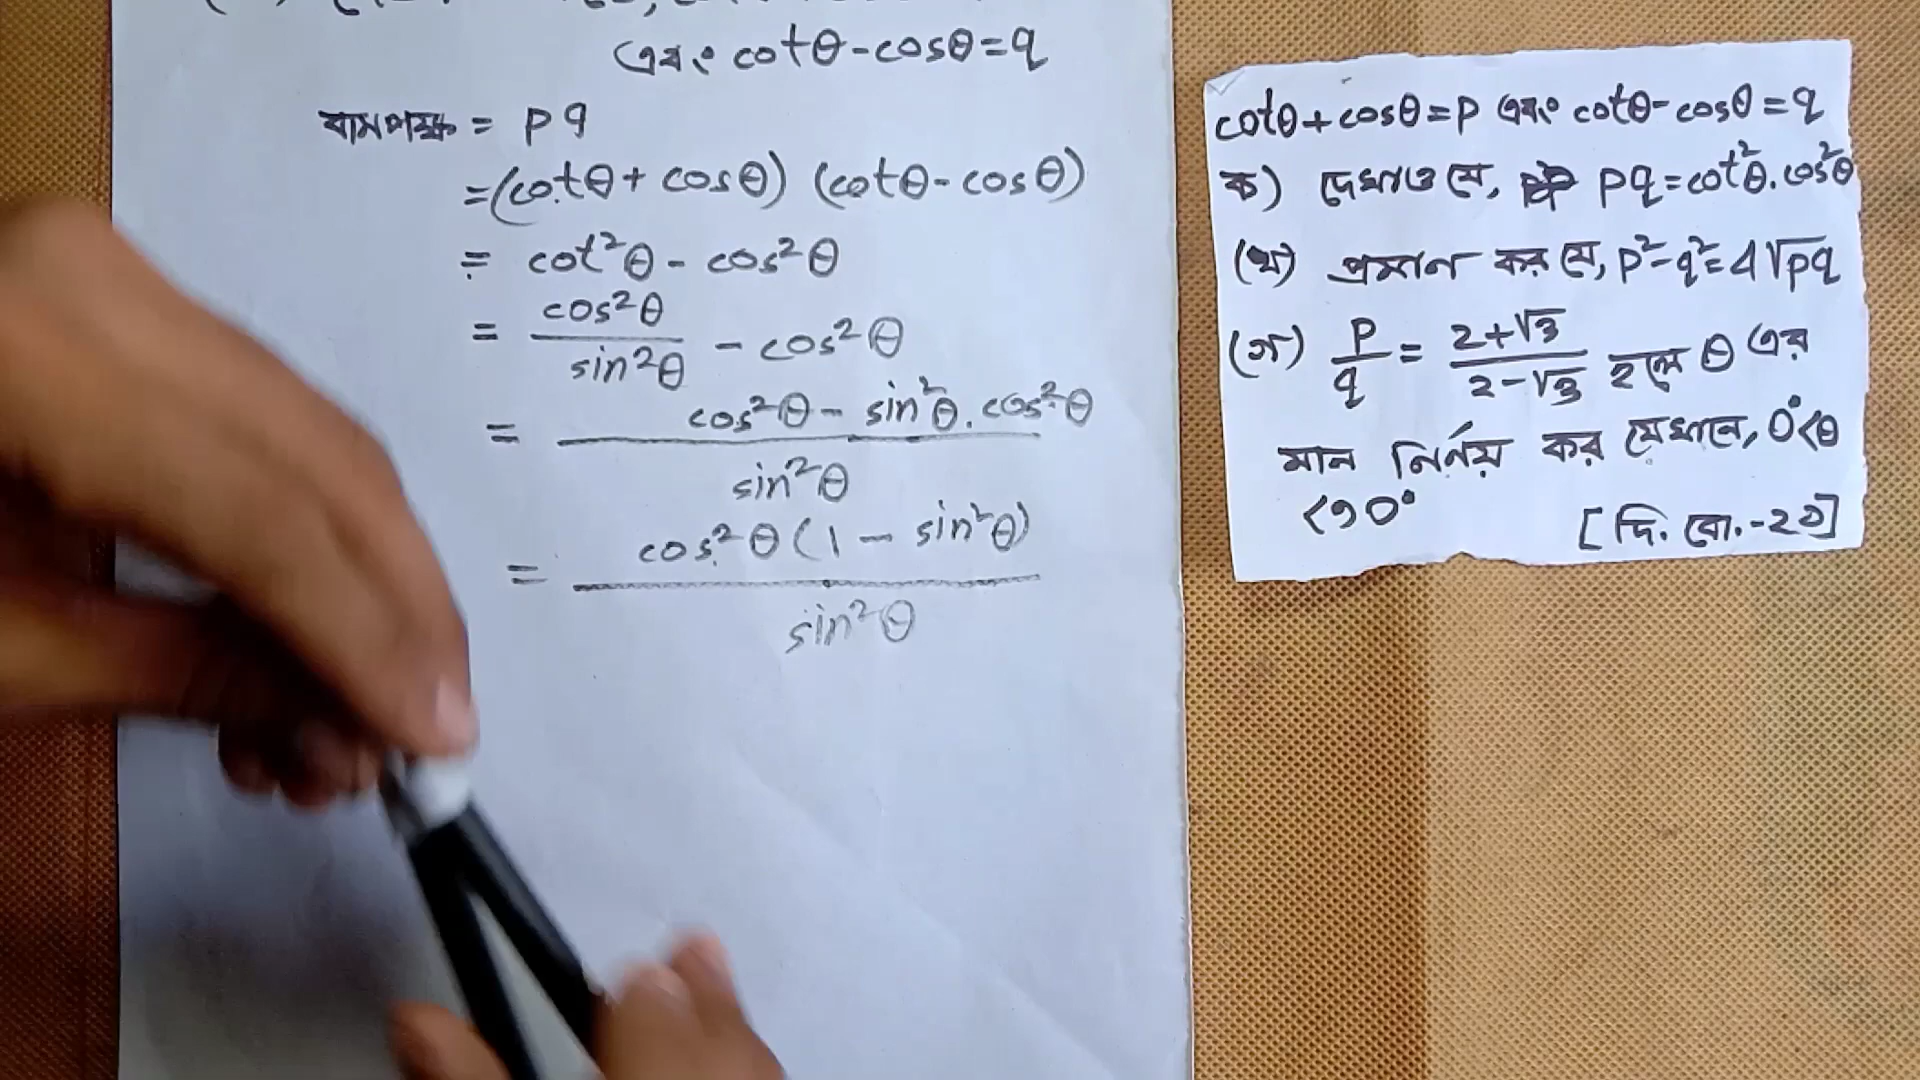 এবং cotθ-cosθ=q
বামপক্ষ = pq
=(cotθ+ cosθ) (cotθ-cosθ)
= cot²θ - cos²θ
= cos²θ/sin²θ - cos²θ
= cos²θ - sin²θ.cos²θ/sin²θ
= cos²θ(1 - sin²θ)/sin²θ
cotθ+cosθ=p এবং cotθ-cosθ=q
ক) দেখাও যে, pq=cot²θ.cos²θ
(খ) প্রমান কর যে, p²-q²=4√pq
(গ) p/q = 2+√3/2-√3 হলে θ এর
মান নির্নয় কর যেখানে, 0°<θ
<90°
[দি. বো.-২১]